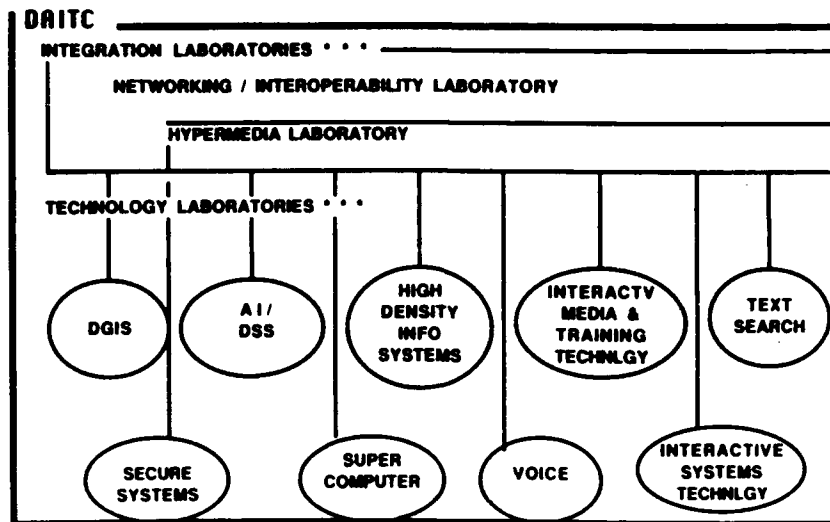 DAITC
INTEGRATION LABORATORIES • • •
NETWORKING / INTEROPERABILITY LABORATORY
HYPERMEDIA LABORATORY
TECHNOLOGY LABORATORIES • • •
DGIS
AI/
DSS
HIGH
DENSITY
INFO
SYSTEMS
INTERACTV
MEDIA &
TRAINING
TECHNLGY
TEXT
SEARCH
SECURE
SYSTEMS
SUPER
COMPUTER
VOICE
INTERACTIVE
SYSTEMS
TECHNLGY